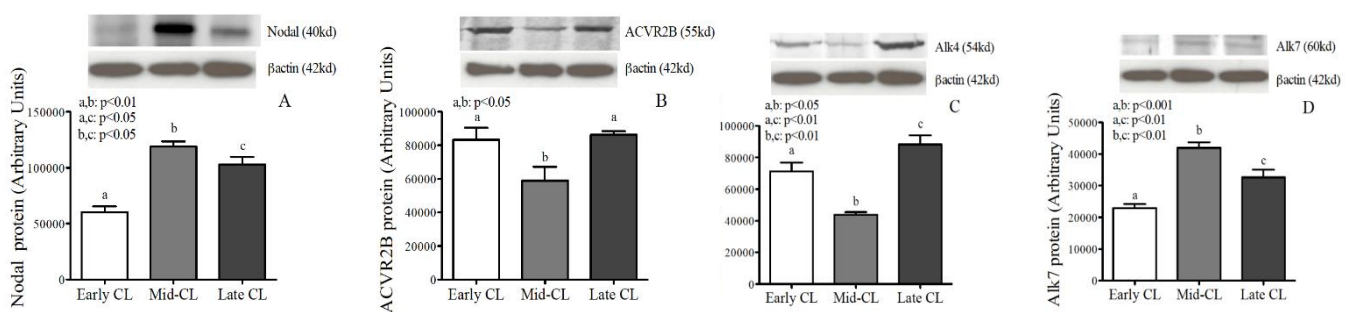 Nodal (40kd)
βactin (42kd)
A
a,b: p<0.01
a,c: p<0.05
b,c: p<0.05
Nodal protein (Arbitrary Units)
150000
100000
50000
0
a
b
c
Early CL Mid-CL Late CL
ACVR2B (55kd)
βactin (42kd)
B
a,b: p<0.05
ACVR2B protein (Arbitrary Units)
100000
80000
60000
40000
20000
0
a
b
a
Early CL Mid-CL Late CL
Alk4 (54kd)
βactin (42kd)
C
a,b: p<0.05
a,c: p<0.01
b,c: p<0.01
100000
80000
60000
40000
20000
0
a
b
c
Early CL Mid-CL Late CL
Alk7 (60kd)
βactin (42kd)
D
a,b: p<0.001
a,c: p<0.01
b,c: p<0.01
Alk7 protein (Arbitrary Units)
50000
40000
30000
20000
10000
0
a
b
c
Early CL Mid-CL Late CL